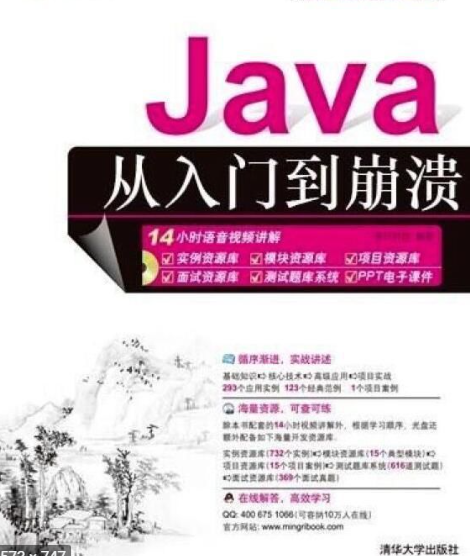 Java
从入门到崩溃
14小时语音视频讲解
实例资源库 模块资源库 项目资源库
面试资源库 测试题库系统 PPT电子课件
循序渐进，实战讲述
基础知识 核心技术 高级应用 项目实战
293个应用实例 123个经典范例 1个项目案例
海量资源，可查可练
除本书配套的14小时视频讲解外，根据学习顺序，光盘还
额外配备如下海量开发资源库.
实例资源库(732个实例) 模块资源库(15个典型模块)
项目资源库(15个项目案例) 测试题库系统(616道测试题)
面试资源库(369个面试真题)
在线解答，高效学习
QQ: 400 675 1066(可容纳10万人在线)
官方网站: www.mingribook.com
清华大学出版社
572 x 747